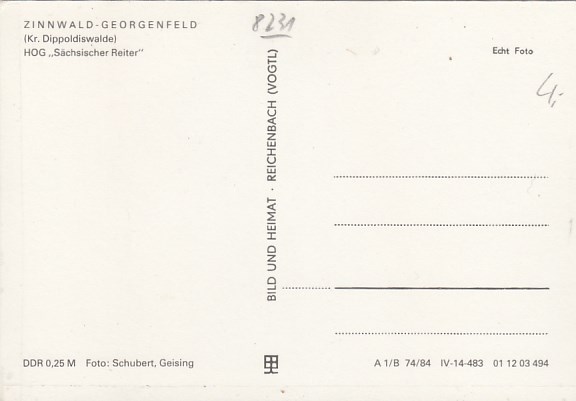 ZINNWALD-GEORGENFELD
(Kr. Dippoldiswalde)
HOG „Sächsischer Reiter"
8231
Echt Foto
4,-
BILD UND HEIMAT · REICHENBACH (VOGTL)
DDR 0,25 M Foto: Schubert, Geising
A 1/B 74/84 IV-14-483 01 12 03 494